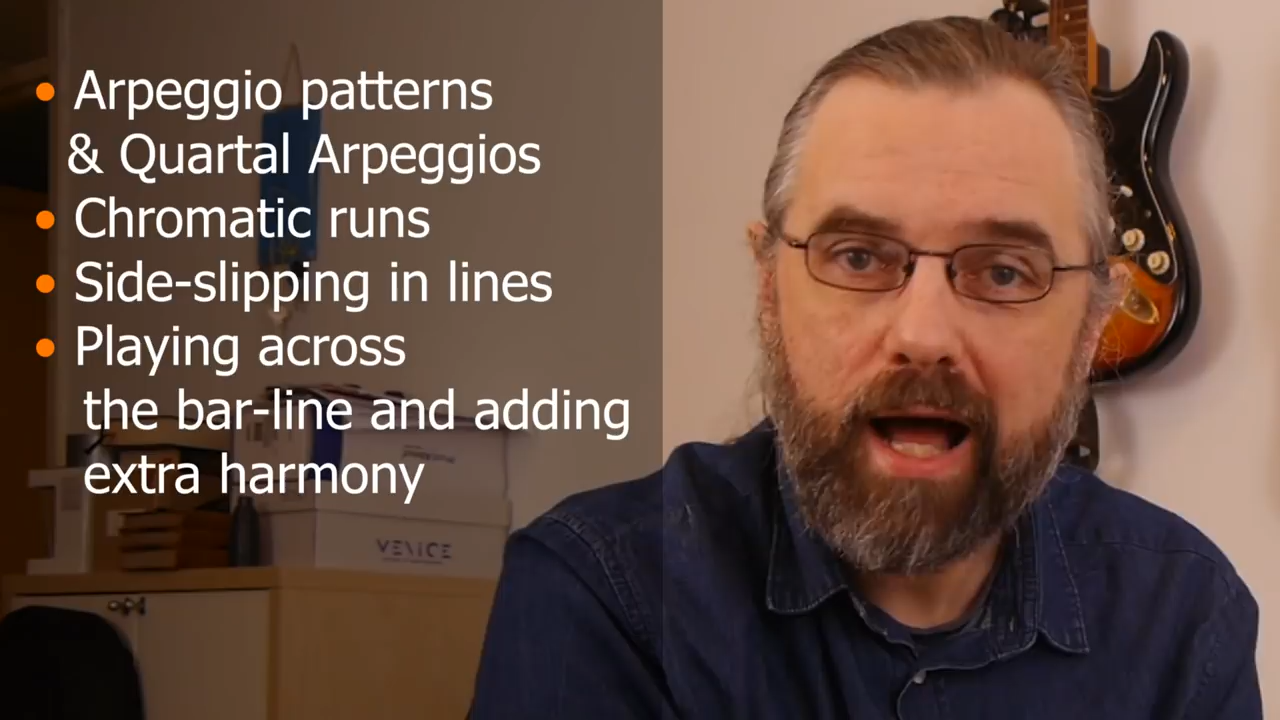 • Arpeggio patterns
& Quartal Arpeggios
• Chromatic runs
• Side-slipping in lines
• Playing across
the bar-line and adding
extra harmony
VENICE